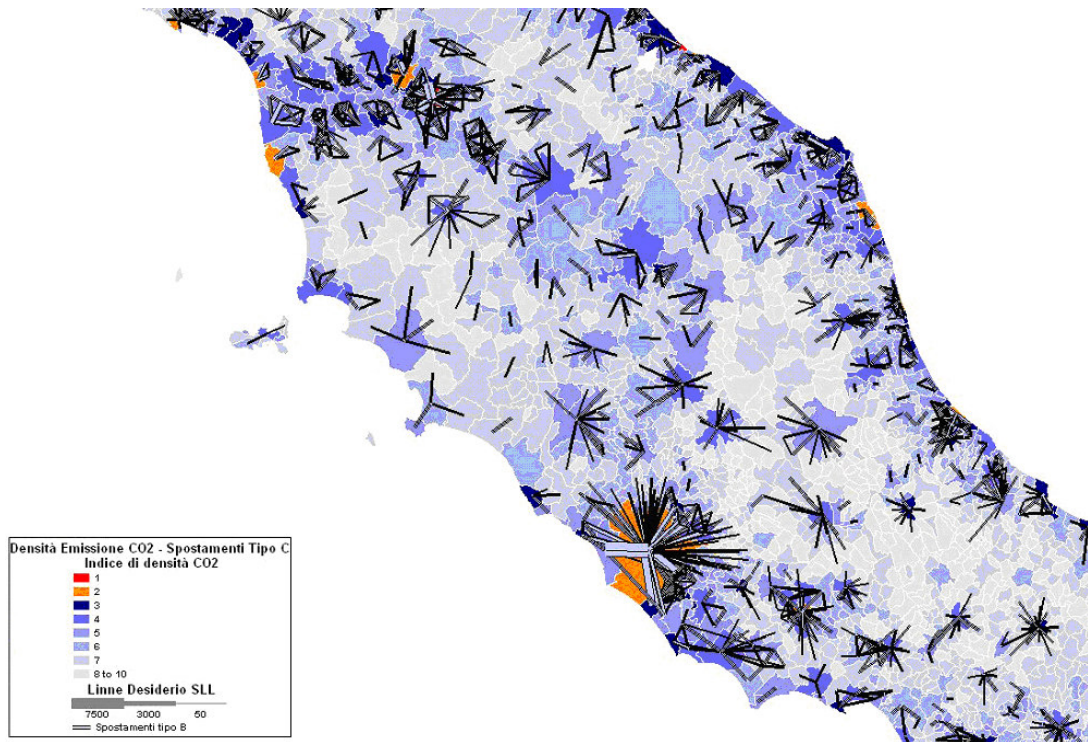 Densità Emissione CO2 - Spostamenti Tipo C
Indice di densità CO2
1
2
3
4
5
6
7
8 to 10
Linne Desiderio SLL
7500 3000 50
Spostamenti tipo B